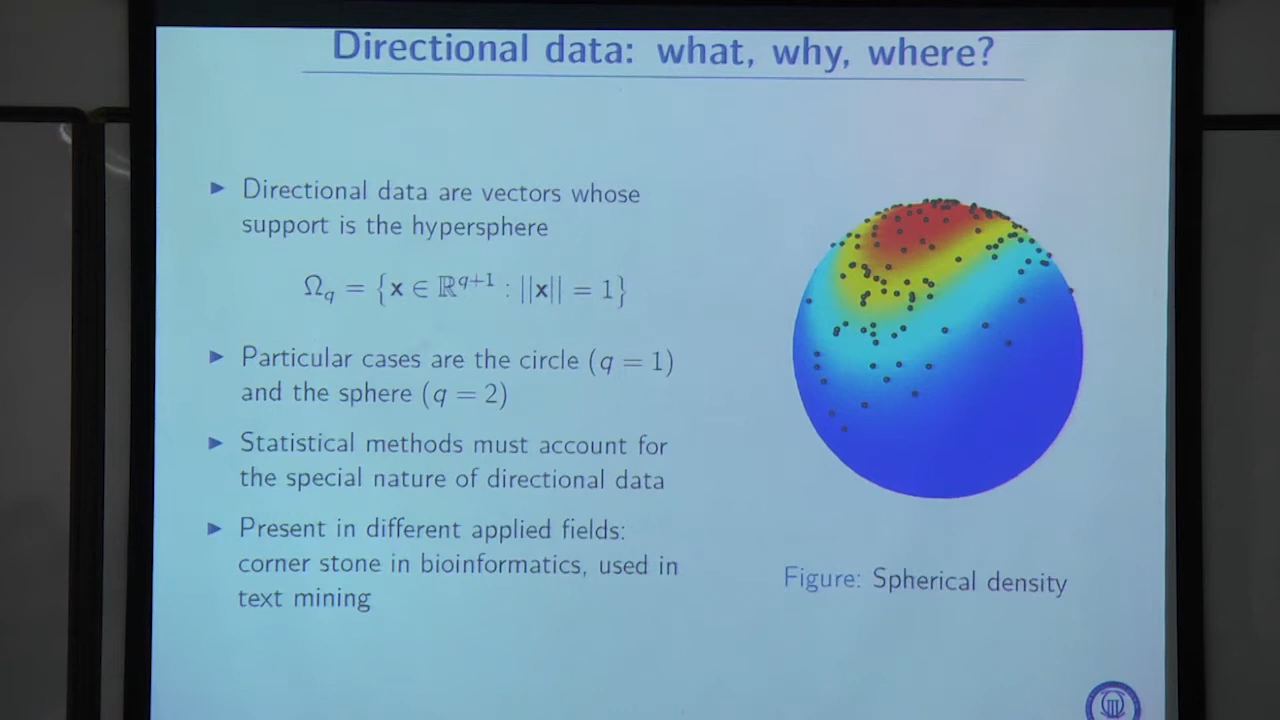 Directional data: what, why, where?
▶ Directional data are vectors whose
support is the hypersphere
Ω_q = {x ∈ ℝ^{q+1} : ||x|| = 1}
▶ Particular cases are the circle (q = 1)
and the sphere (q = 2)
▶ Statistical methods must account for
the special nature of directional data
▶ Present in different applied fields:
corner stone in bioinformatics, used in
text mining
Figure: Spherical density